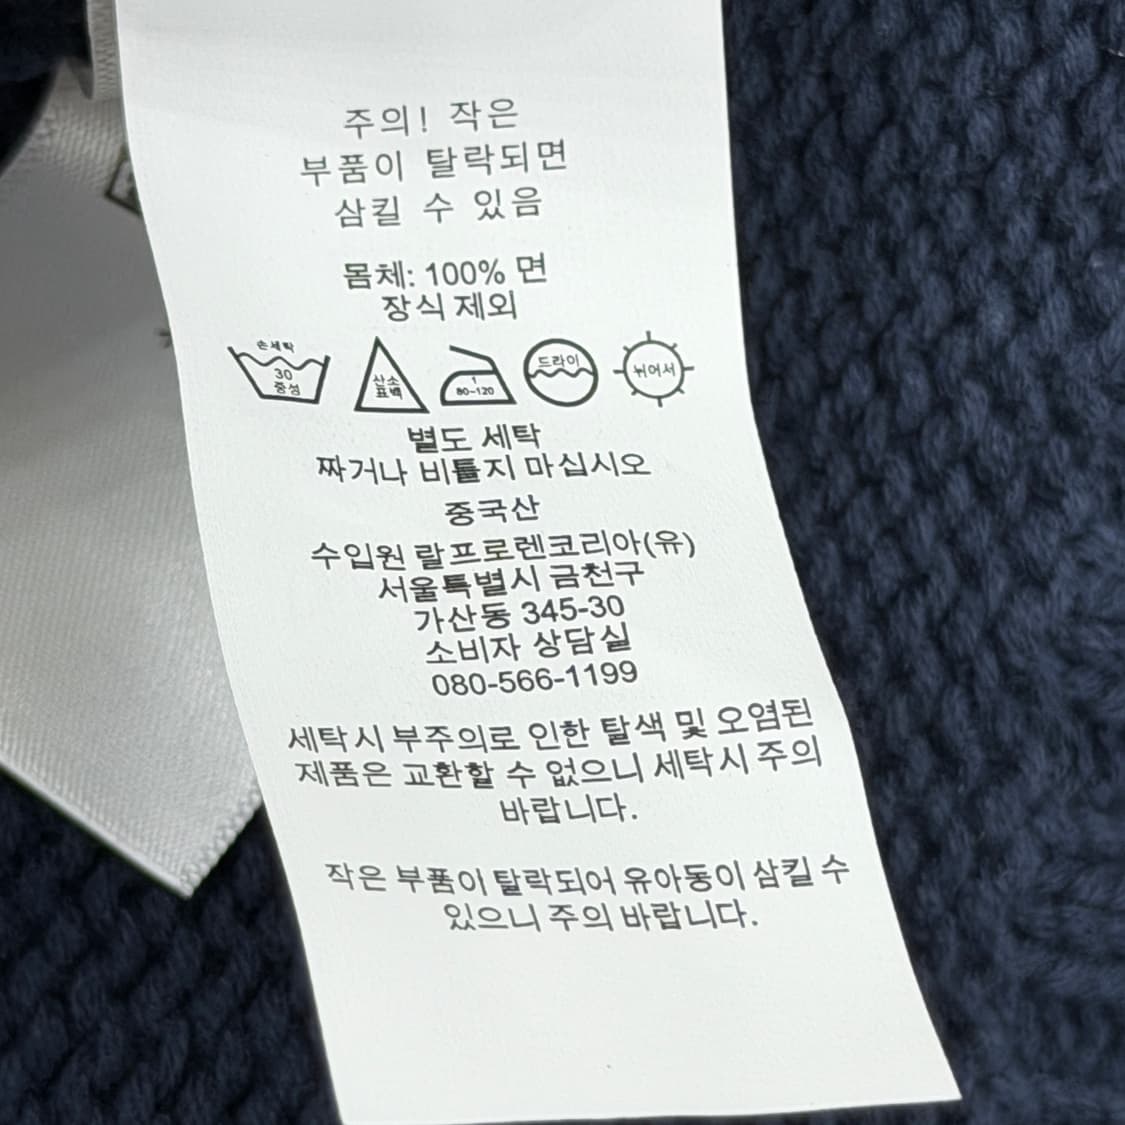 주의! 작은
부품이 탈락되면
삼킬 수 있음
몸체: 100% 면
장식 제외
손세탁
30
중성
산소
표백
1
80~120
드라이
뉘어서
별도 세탁
짜거나 비틀지 마십시오
중국산
수입원 랄프로렌코리아(유)
서울특별시 금천구
가산동 345-30
소비자 상담실
080-566-1199
세탁시 부주의로 인한 탈색 및 오염된
제품은 교환할 수 없으니 세탁시 주의
바랍니다.
작은 부품이 탈락되어 유아동이 삼킬 수
있으니 주의 바랍니다.